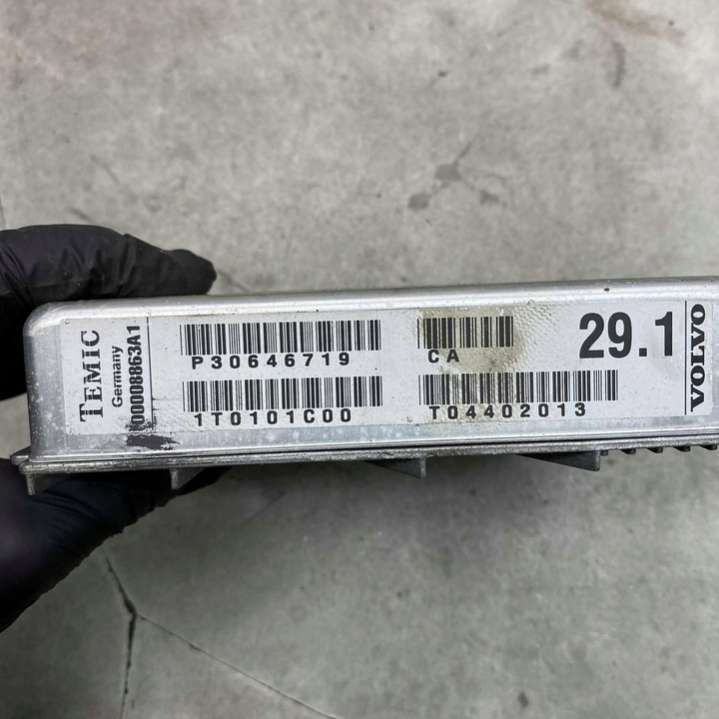 TEMIC
Germany
00008863A1
P30646719
CA
29.1
VOLVO
1T0101C00
T04402013